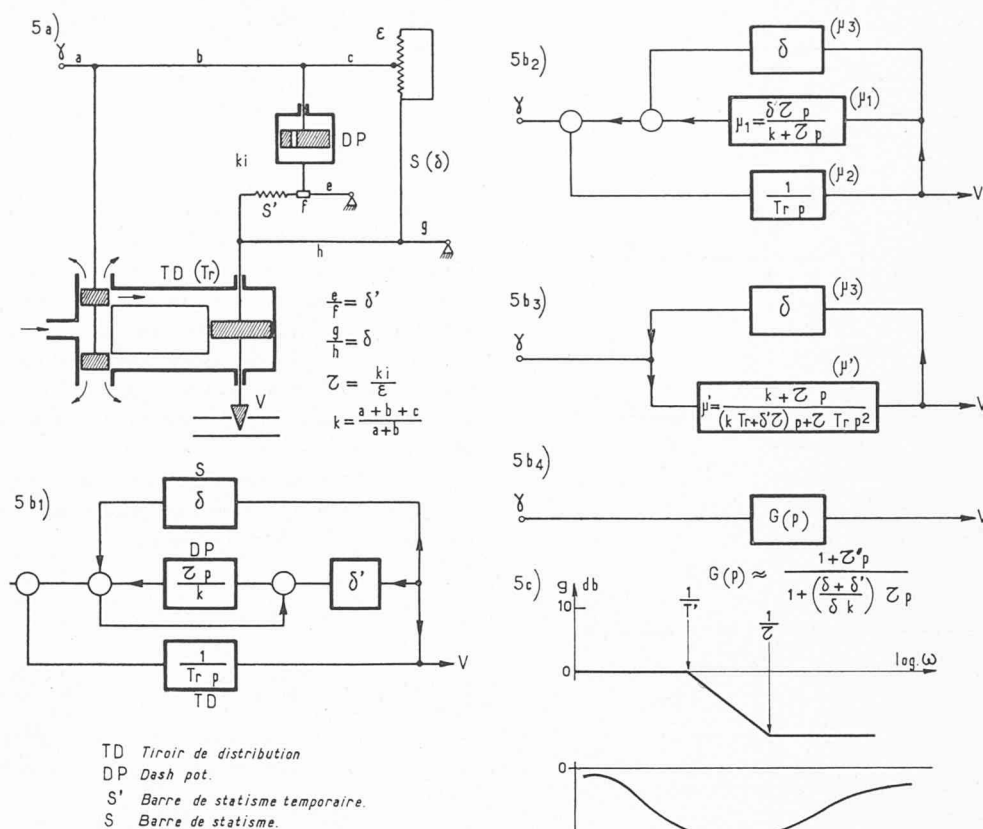 5a)
γ a b c ε
DP
ki
S (δ)
S' f e
h g
TD (Tr)
V
e/f = δ'
g/h = δ
τ = ki/ε
k = (a+b+c)/(a+b)
5b1)
S
δ
DP
τ p / k
δ'
1 / Tr p
TD
V
TD Tiroir de distribution
DP Dash pot.
S' Barre de statisme temporaire.
S Barre de statisme.
5b2)
γ
δ (μ3)
μ1 = δ' τ p / (k + τ p) (μ1)
1 / Tr p (μ2)
V
5b3)
γ
δ (μ3)
μ' = (k + τ p) / ((k Tr + δ'τ) p + τ Tr p²) (μ')
V
5b4)
γ
G(p)
V
G(p) ≈ (1 + τ' p) / (1 + ((δ + δ') / (δ k)) τ p)
5c)
g db
10
0
1/T'
1/τ
log. ω
0